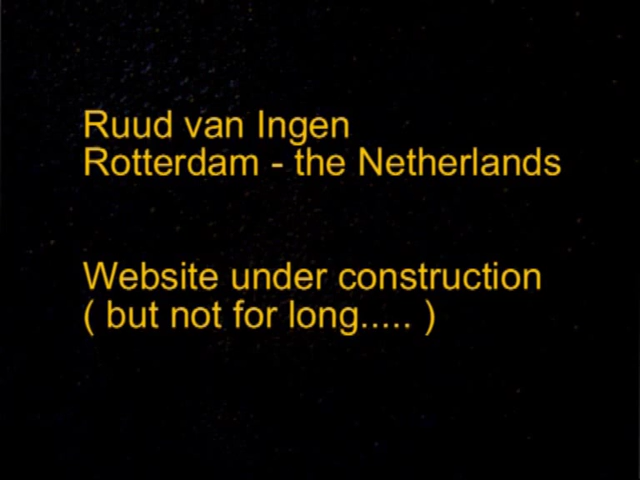 Ruud van Ingen
Rotterdam - the Netherlands
Website under construction
( but not for long..... )